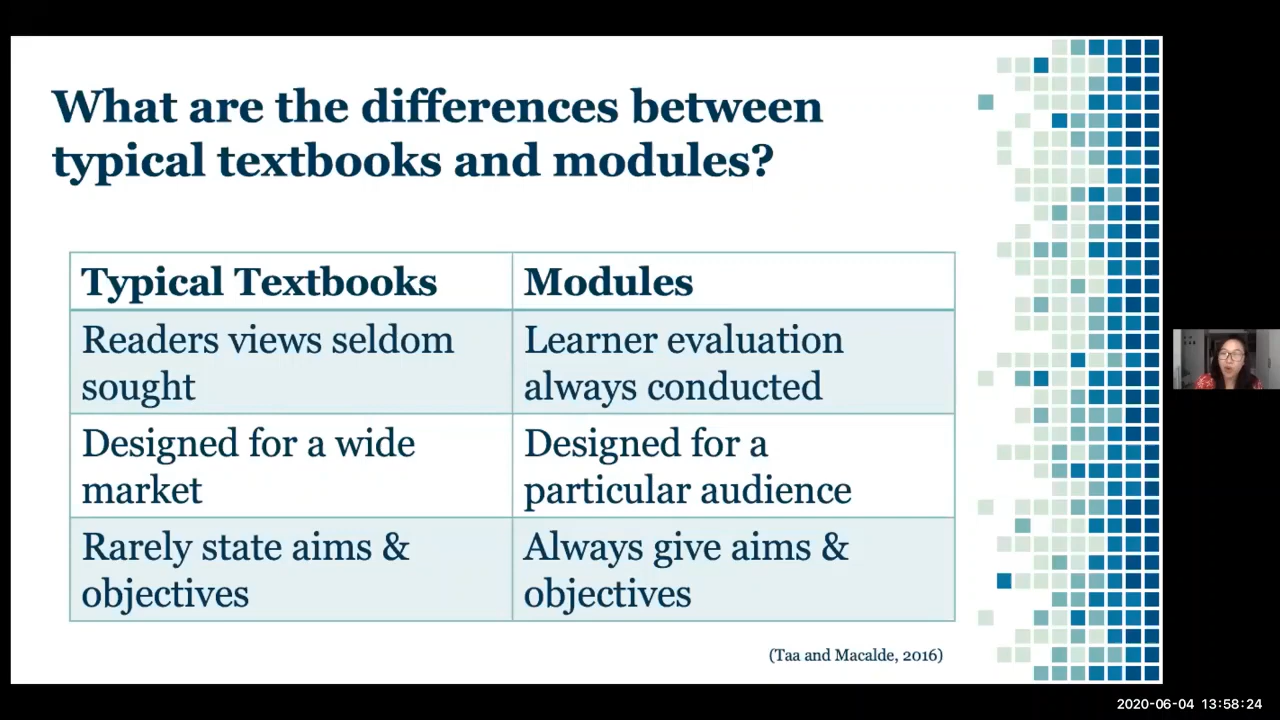 What are the differences between
typical textbooks and modules?
Typical Textbooks
Modules
Readers views seldom
sought
Learner evaluation
always conducted
Designed for a wide
market
Designed for a
particular audience
Rarely state aims &
objectives
Always give aims &
objectives
(Taa and Macalde, 2016)
2020-06-04 13:58:24